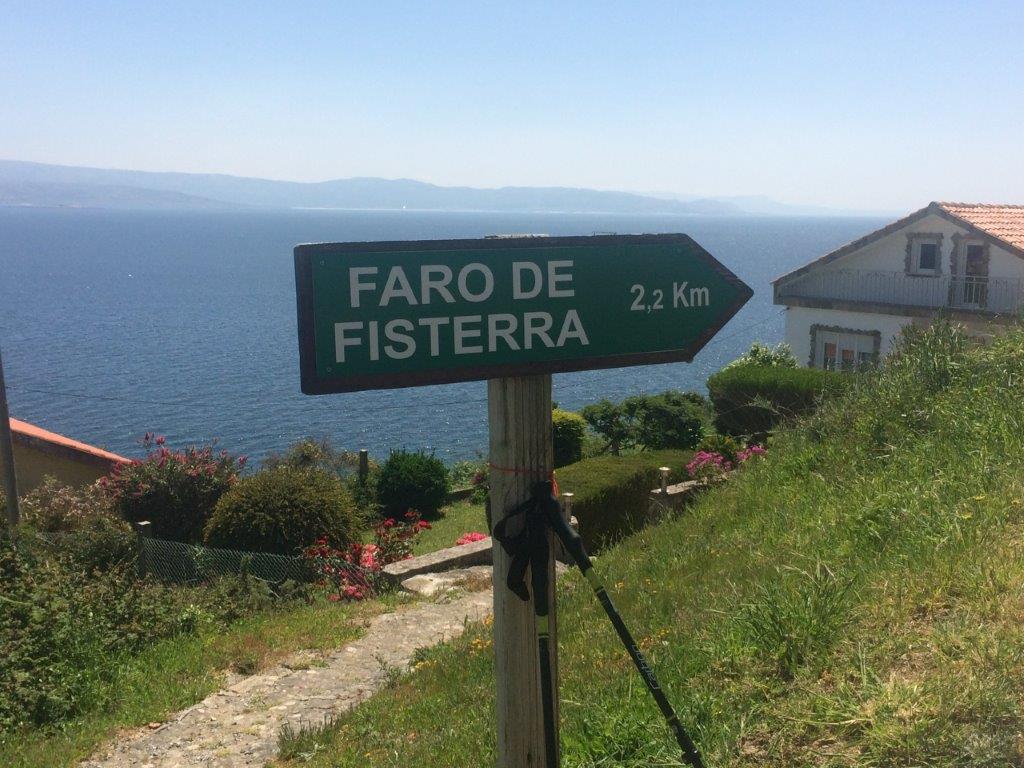 FARO DE
FISTERRA
2,2 Km